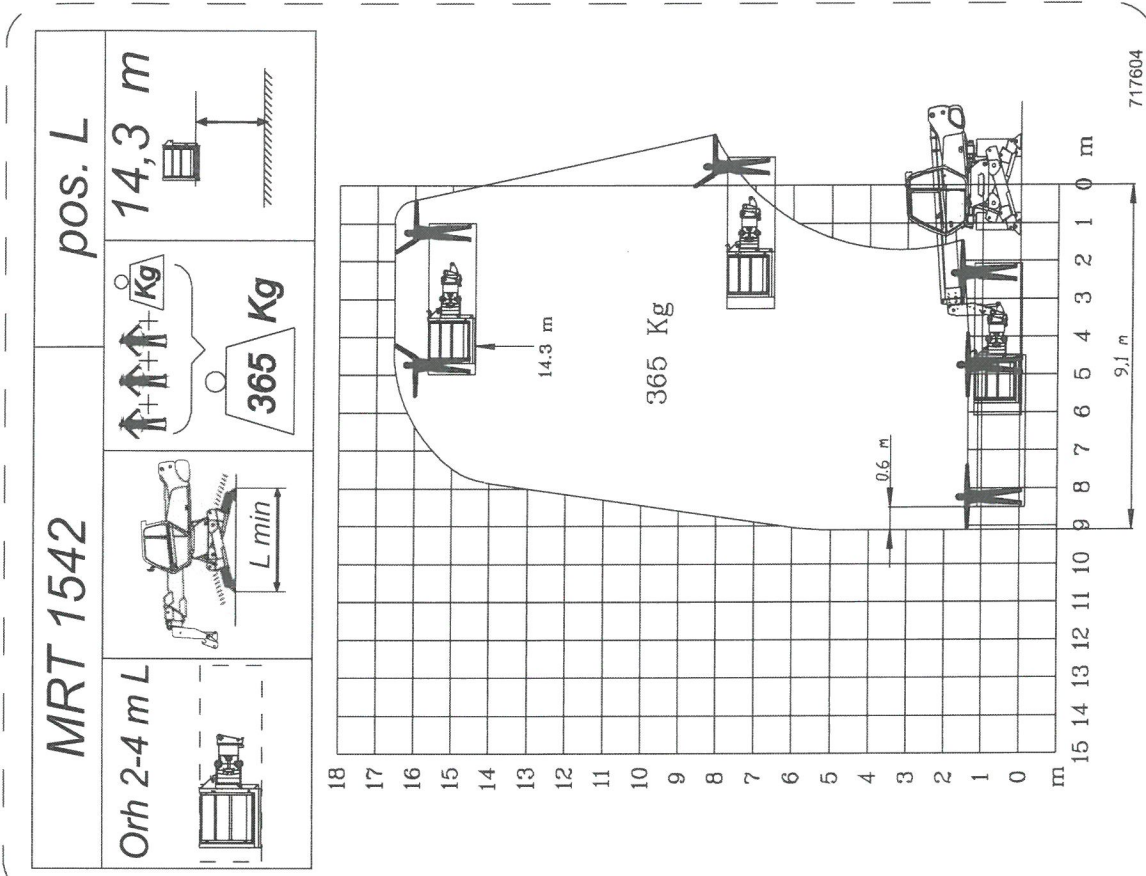 MRT 1542
pos. L
Orh 2-4 m L
L min
+ + + Kg
365 Kg
14,3 m
18
17
16
15
14
13
12
11
10
9
8
7
6
5
4
3
2
1
0
m
15 14 13 12 11 10 9 8 7 6 5 4 3 2 1 0 m
14.3 m
365 Kg
0.6 m
9.1 m
717604